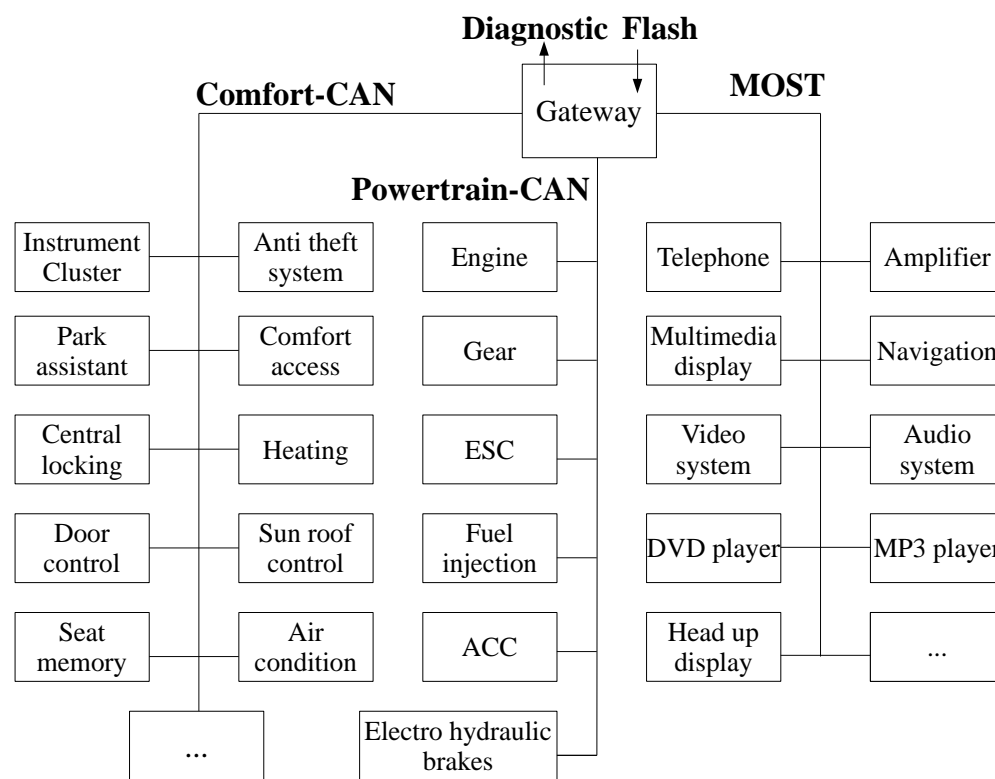 Diagnostic Flash
Comfort-CAN
Gateway
MOST
Powertrain-CAN
Instrument
Cluster
Anti theft
system
Engine
Telephone
Amplifier
Park
assistant
Comfort
access
Gear
Multimedia
display
Navigation
Central
locking
Heating
ESC
Video
system
Audio
system
Door
control
Sun roof
control
Fuel
injection
DVD player
MP3 player
Seat
memory
Air
condition
ACC
Head up
display
...
...
Electro hydraulic
brakes